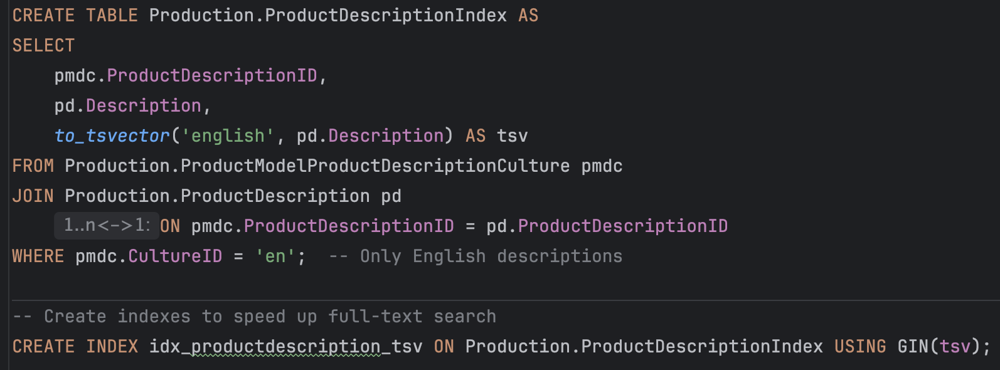 CREATE TABLE Production.ProductDescriptionIndex AS
SELECT
    pmdc.ProductDescriptionID,
    pd.Description,
    to_tsvector('english', pd.Description) AS tsv
FROM Production.ProductModelProductDescriptionCulture pmdc
JOIN Production.ProductDescription pd
    1..n<->1: ON pmdc.ProductDescriptionID = pd.ProductDescriptionID
WHERE pmdc.CultureID = 'en';  -- Only English descriptions
-- Create indexes to speed up full-text search
CREATE INDEX idx_productdescription_tsv ON Production.ProductDescriptionIndex USING GIN(tsv);